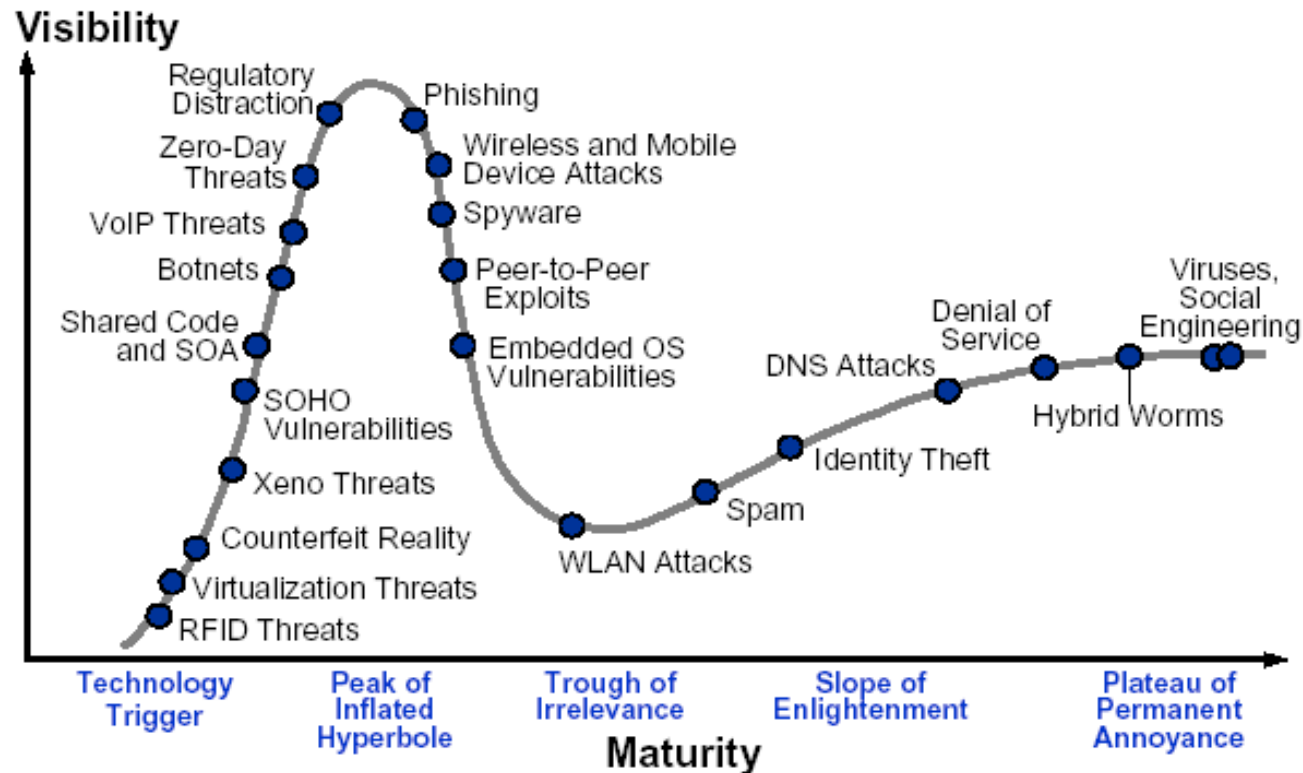 Visibility
Regulatory
Distraction
Phishing
Zero-Day
Threats
Wireless and Mobile
Device Attacks
VoIP Threats
Spyware
Botnets
Peer-to-Peer
Exploits
Shared Code
and SOA
Embedded OS
Vulnerabilities
SOHO
Vulnerabilities
Xeno Threats
Counterfeit Reality
Virtualization Threats
RFID Threats
WLAN Attacks
Spam
Identity Theft
DNS Attacks
Denial of
Service
Hybrid Worms
Viruses,
Social
Engineering
Technology
Trigger
Peak of
Inflated
Hyperbole
Trough of
Irrelevance
Slope of
Enlightenment
Plateau of
Permanent
Annoyance
Maturity